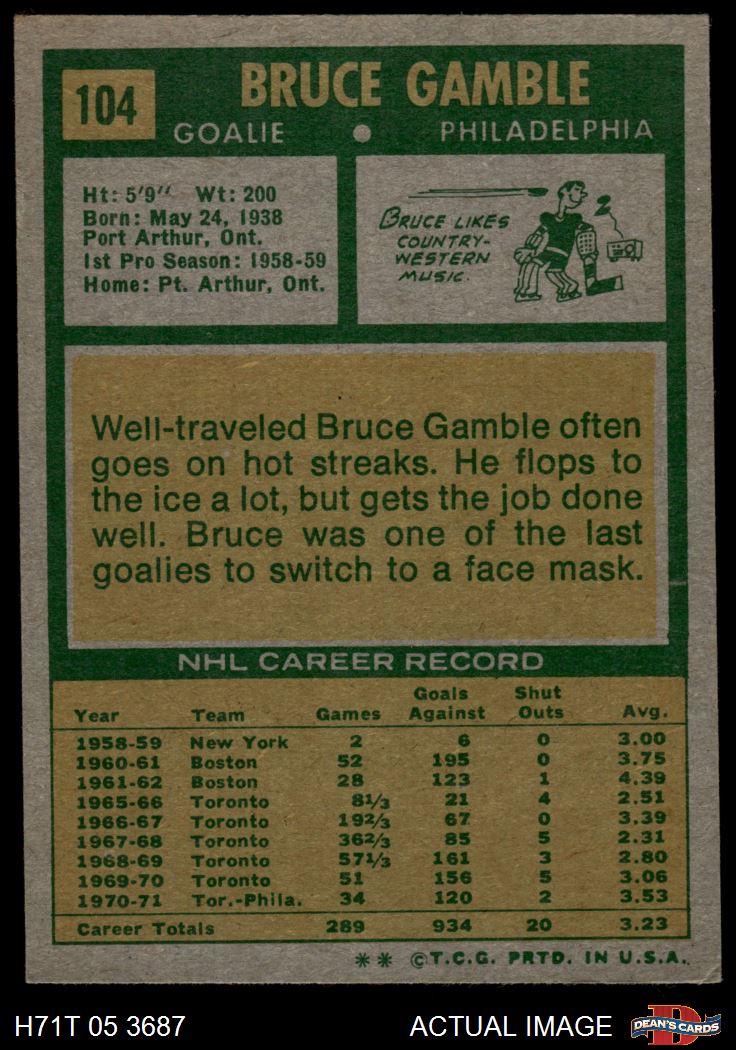 104
BRUCE GAMBLE
GOALIE • PHILADELPHIA
Ht: 5'9" Wt: 200
Born: May 24, 1938
Port Arthur, Ont.
1st Pro Season: 1958-59
Home: Pt. Arthur, Ont.
BRUCE LIKES
COUNTRY-
WESTERN
MUSIC.
Well-traveled Bruce Gamble often
goes on hot streaks. He flops to
the ice a lot, but gets the job done
well. Bruce was one of the last
goalies to switch to a face mask.
NHL CAREER RECORD
Year Team Games Goals Against Shut Outs Avg.
1958-59 New York 2 6 0 3.00
1960-61 Boston 52 195 0 3.75
1961-62 Boston 28 123 1 4.39
1965-66 Toronto 81/3 21 4 2.51
1966-67 Toronto 192/3 67 0 3.39
1967-68 Toronto 362/3 85 5 2.31
1968-69 Toronto 571/3 161 3 2.80
1969-70 Toronto 51 156 5 3.06
1970-71 Tor.-Phila. 34 120 2 3.53
Career Totals 289 934 20 3.23
** ©T.C.G. PRTD. IN U.S.A.
H71T 05 3687
ACTUAL IMAGE
DEAN'S CARDS